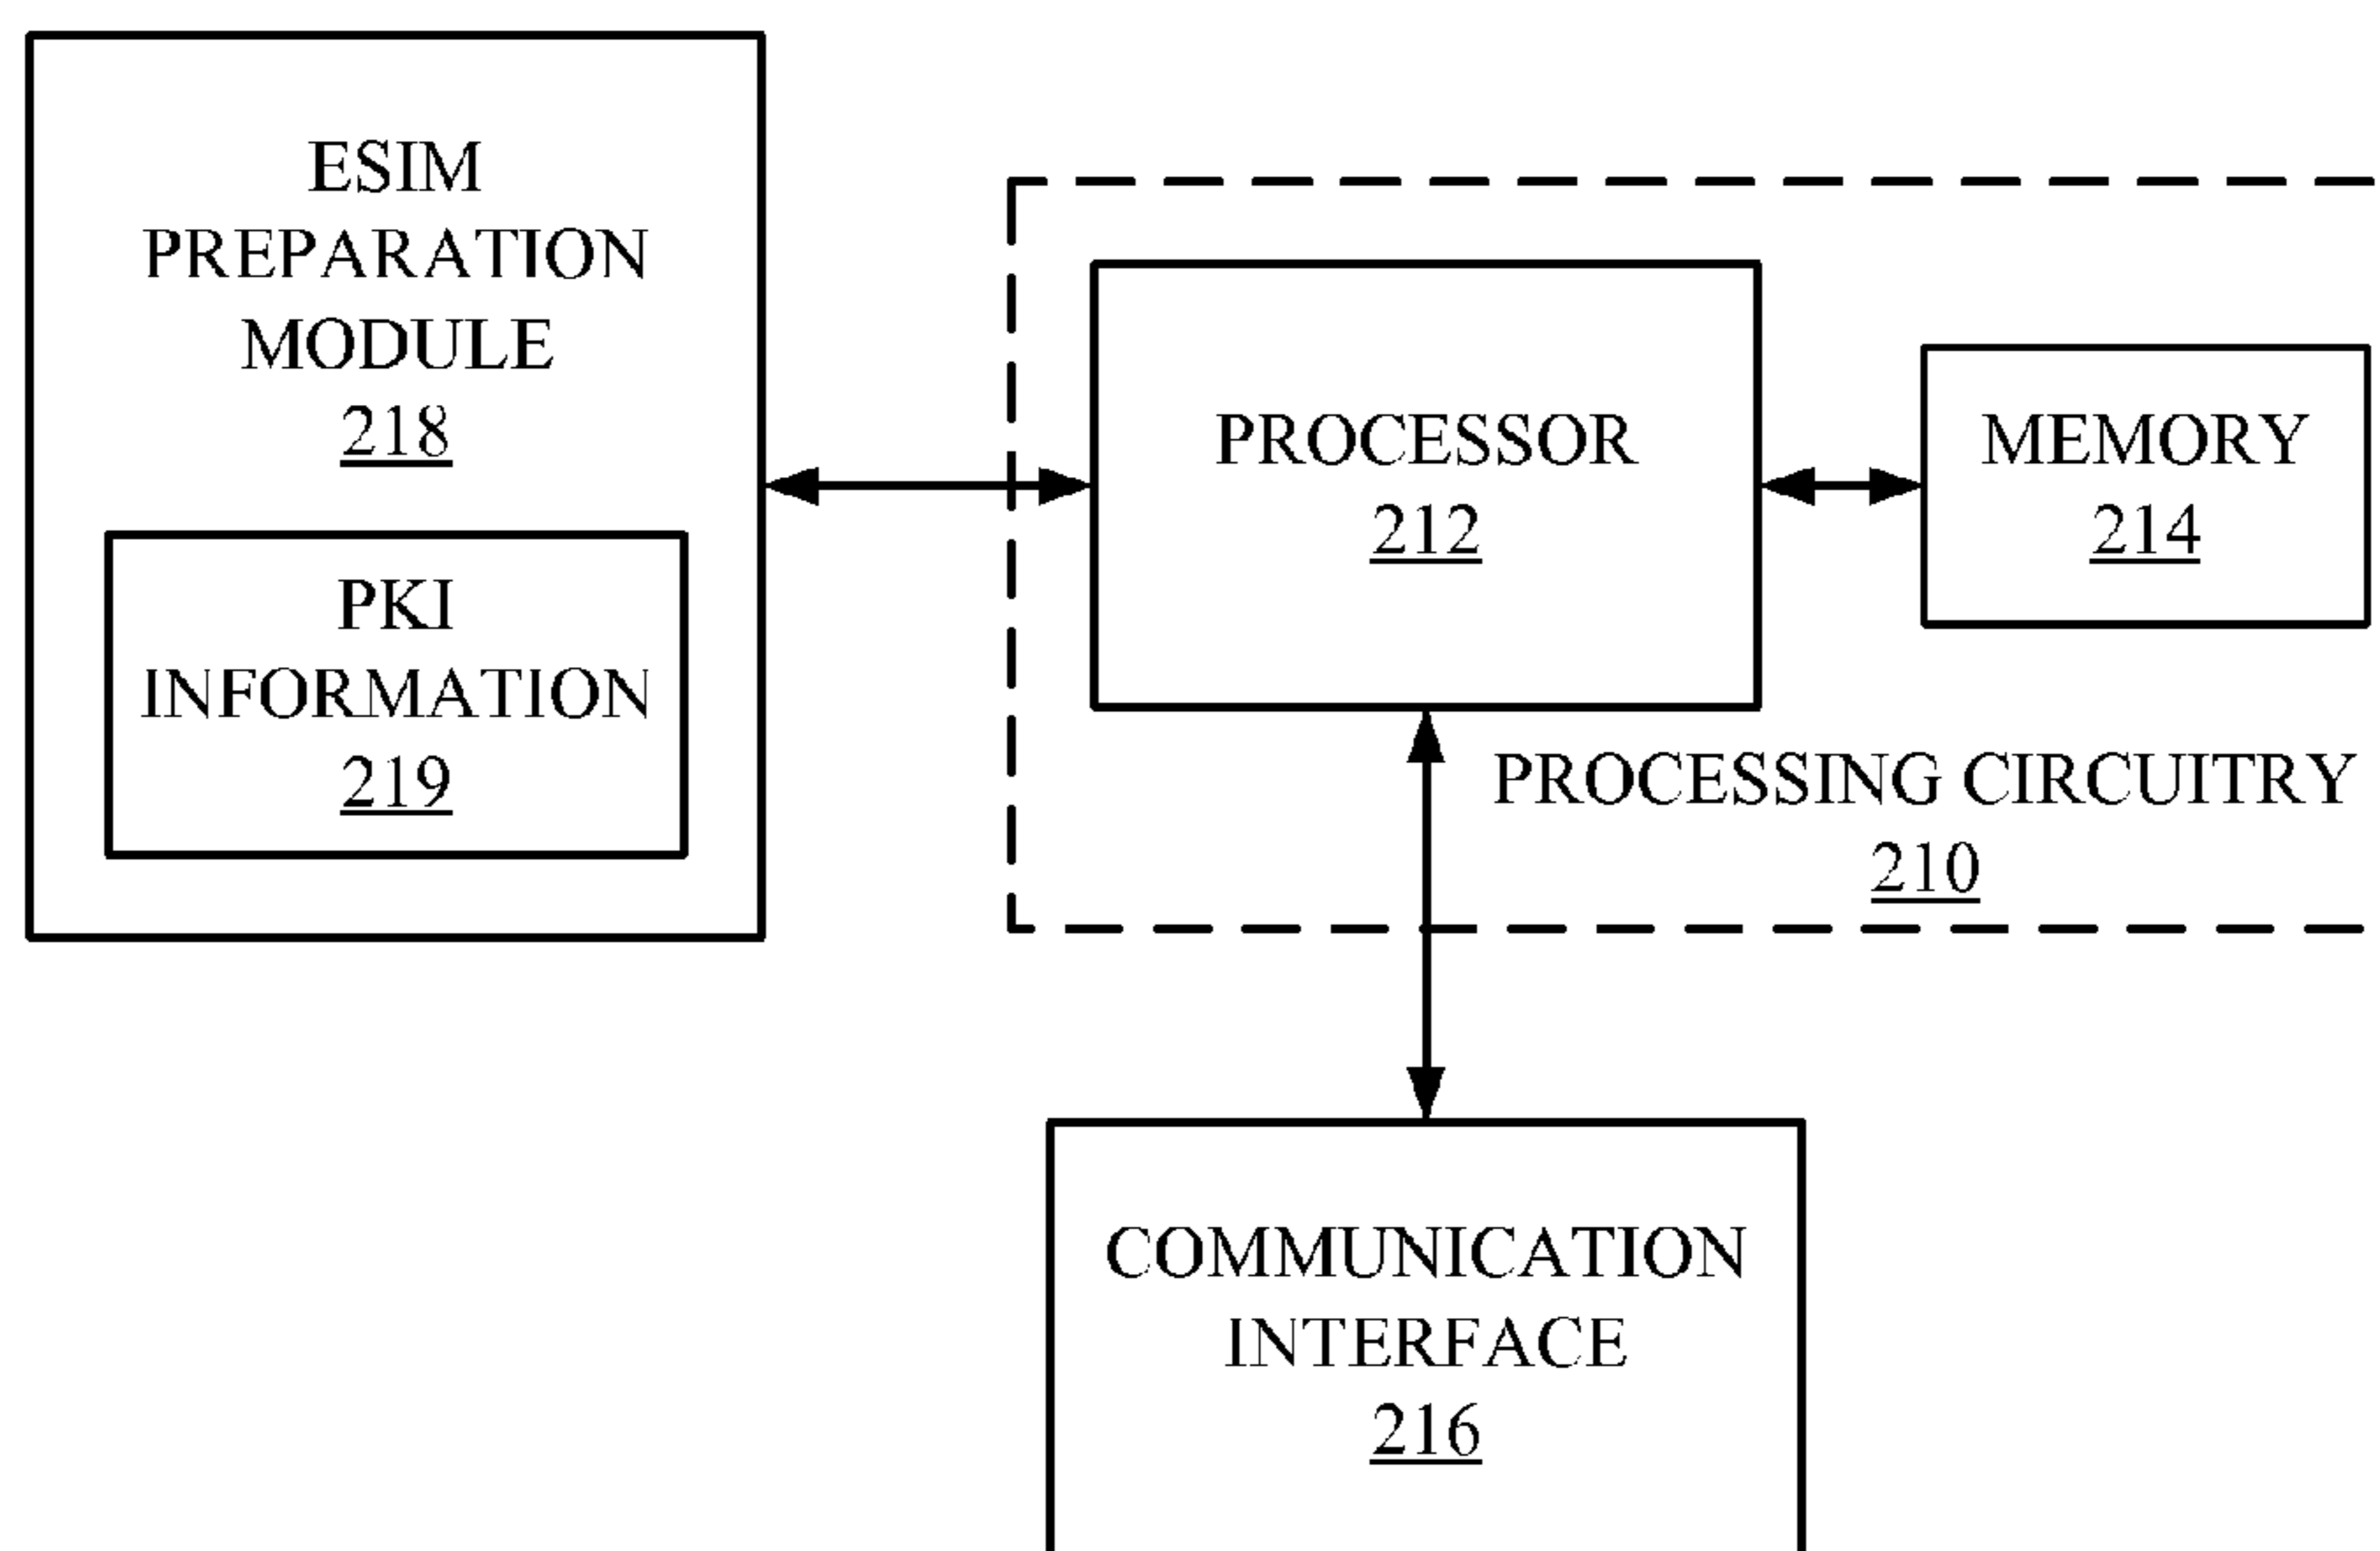 ESIM
PREPARATION
MODULE
218
PKI
INFORMATION
219
PROCESSOR
212
MEMORY
214
PROCESSING CIRCUITRY
210
COMMUNICATION
INTERFACE
216